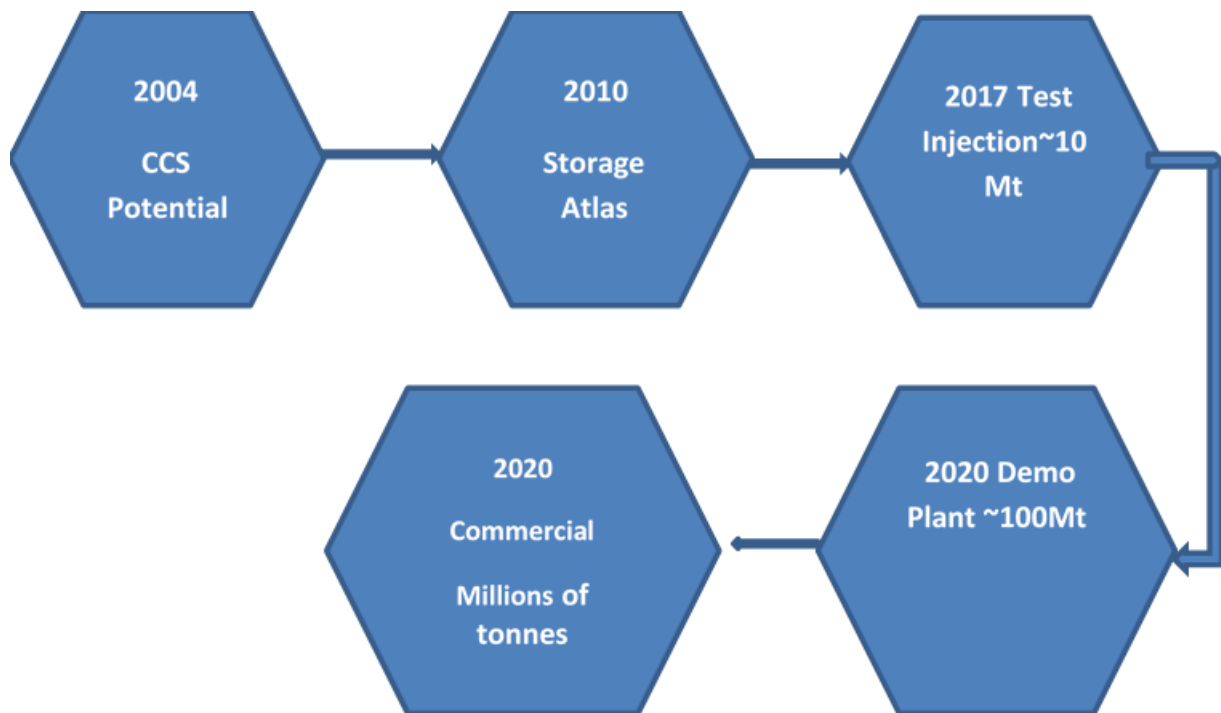 2004
CCS
Potential
2010
Storage
Atlas
2017 Test
Injection~10
Mt
2020 Demo
Plant ~100Mt
2020
Commercial
Millions of
tonnes